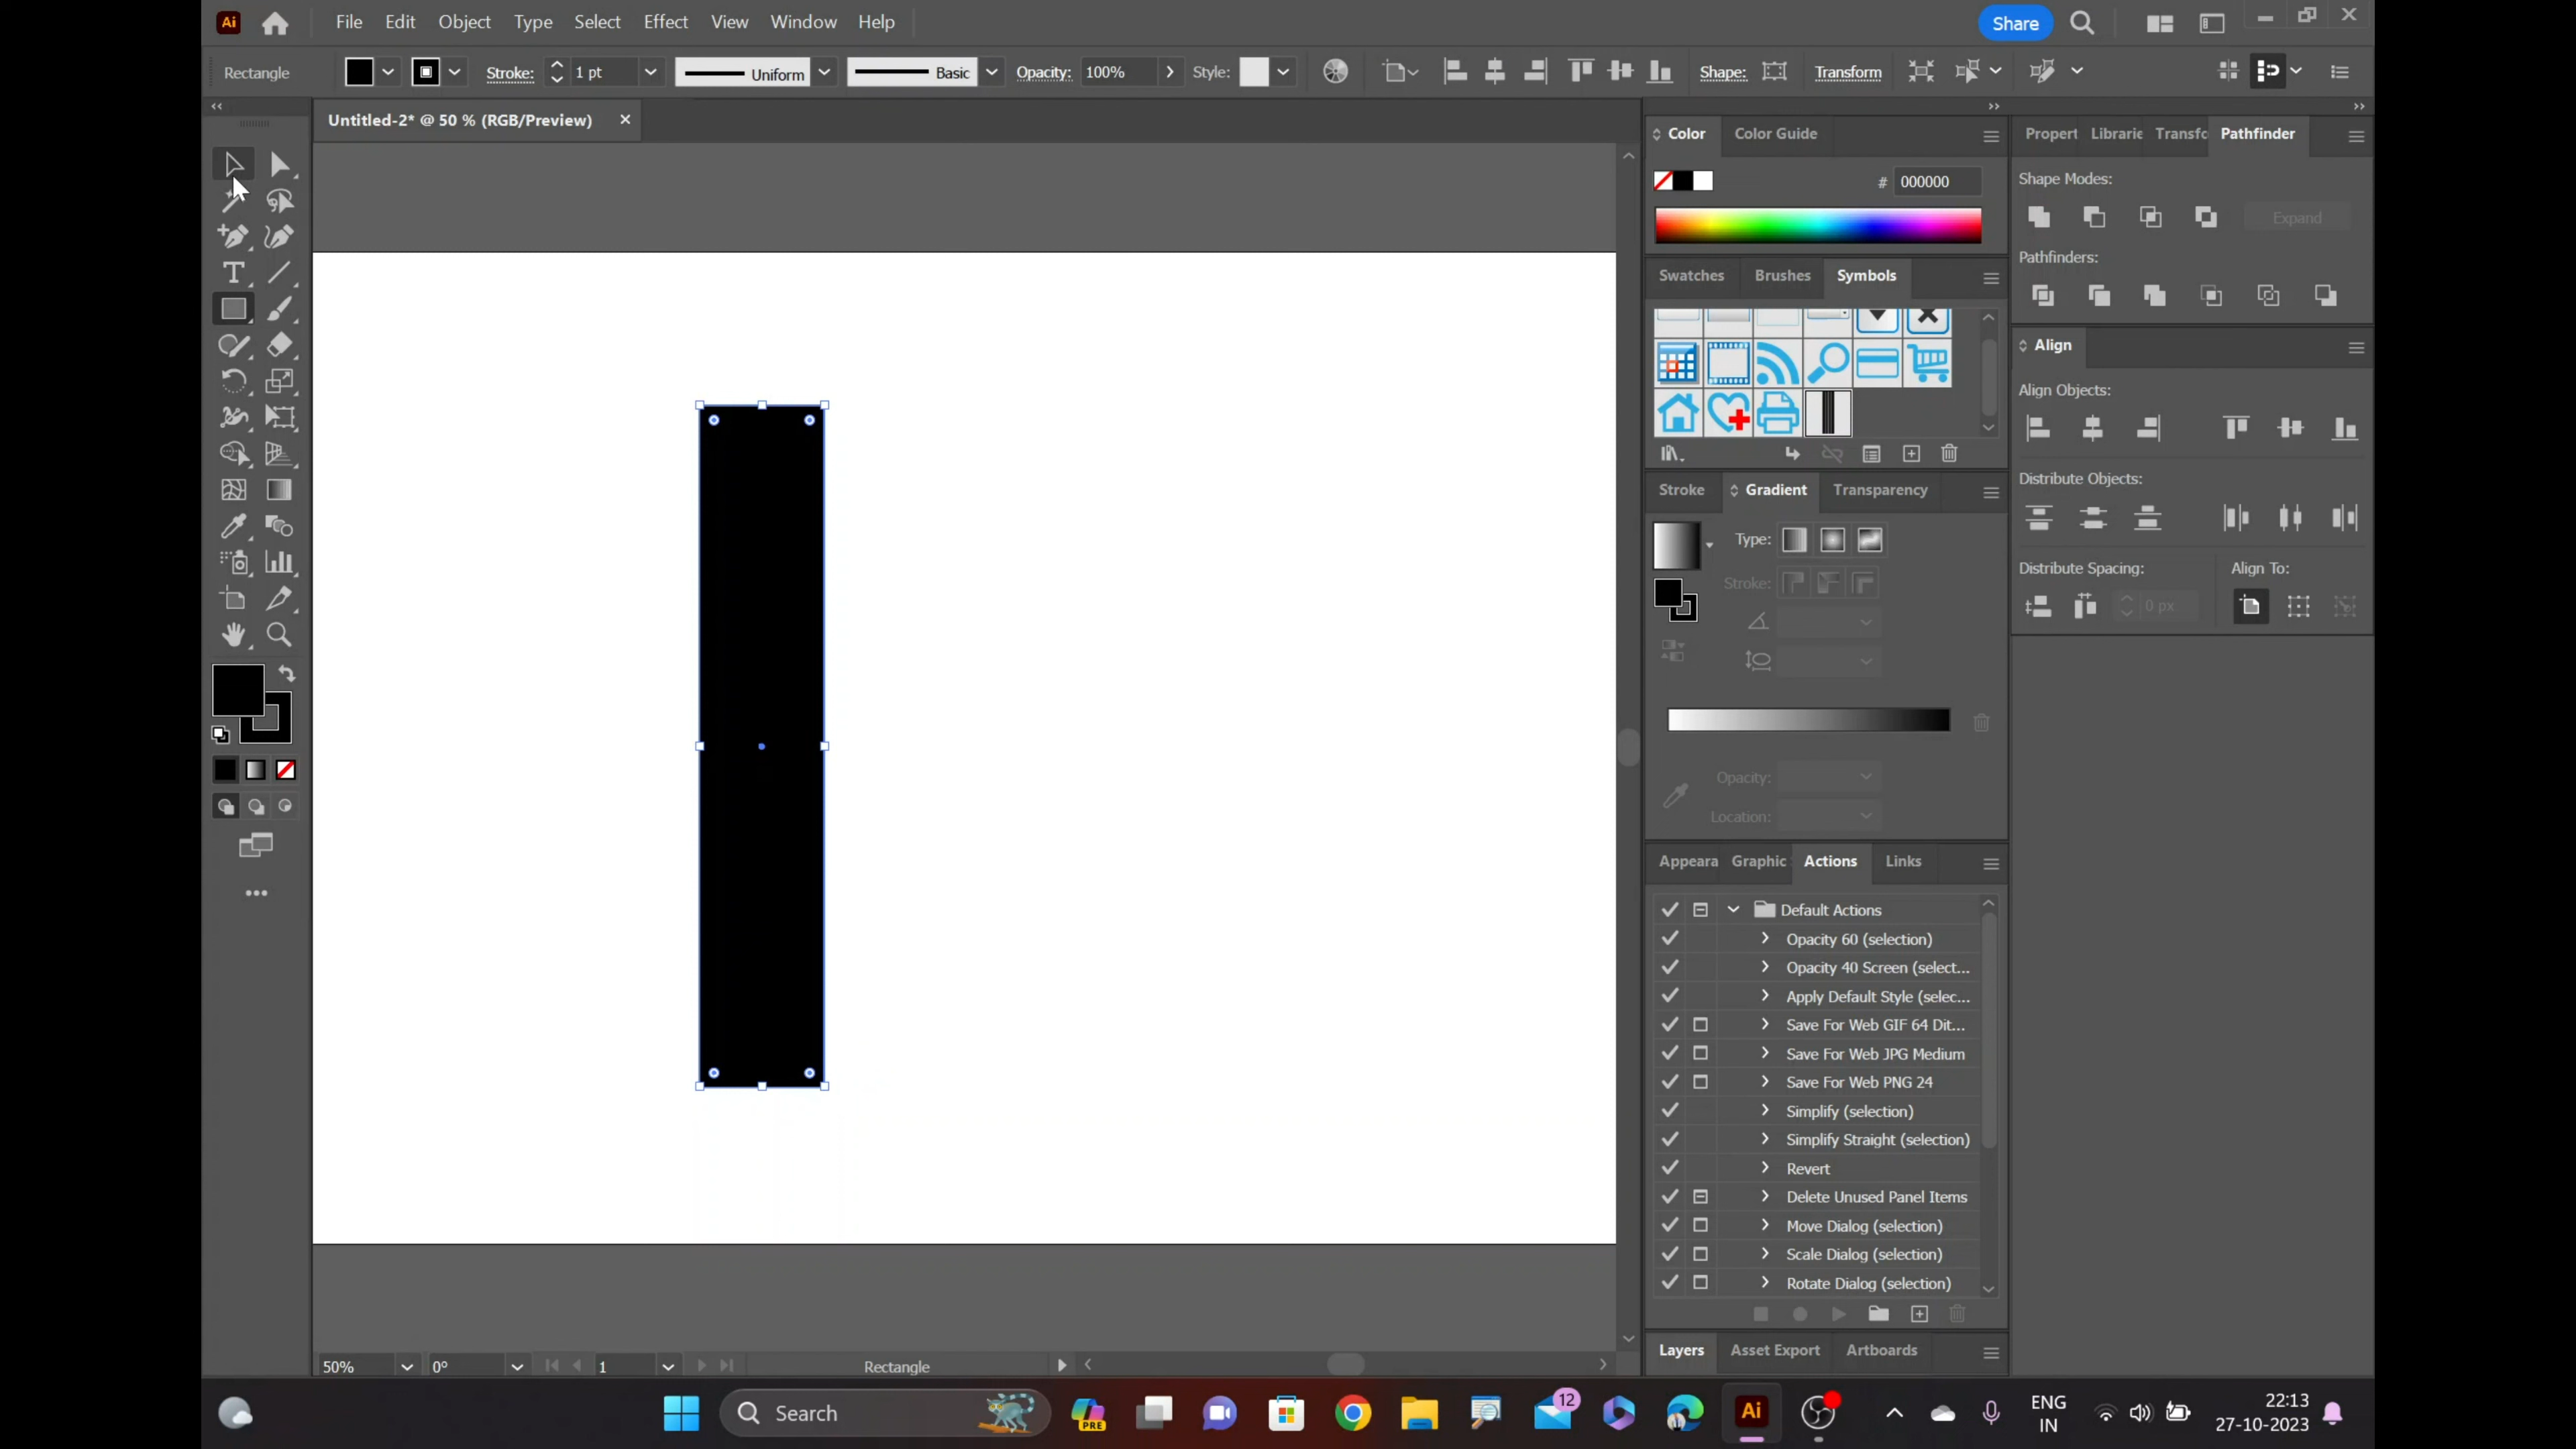 Ai File Edit Object Type Select Effect View Window Help Share
Rectangle Stroke: 1 pt Uniform Basic Opacity: 100% Style: Shape: Transform
Untitled-2* @ 50 % (RGB/Preview)
Color Color Guide
# 000000
Swatches Brushes Symbols
Stroke Gradient Transparency
Type:
Stroke:
Opacity:
Location:
Appeara Graphic Actions Links
Default Actions
Opacity 60 (selection)
Opacity 40 Screen (select...
Apply Default Style (selec...
Save For Web GIF 64 Dit...
Save For Web JPG Medium
Save For Web PNG 24
Simplify (selection)
Simplify Straight (selection)
Revert
Delete Unused Panel Items
Move Dialog (selection)
Scale Dialog (selection)
Rotate Dialog (selection)
Layers Asset Export Artboards
Propert Librarie Transfo Pathfinder
Shape Modes:
Expand
Pathfinders:
Align
Align Objects:
Distribute Objects:
Distribute Spacing: Align To:
0 px
50% 0° 1 Rectangle
Search PRE 12 Ai ENG
IN
22:13
27-10-2023